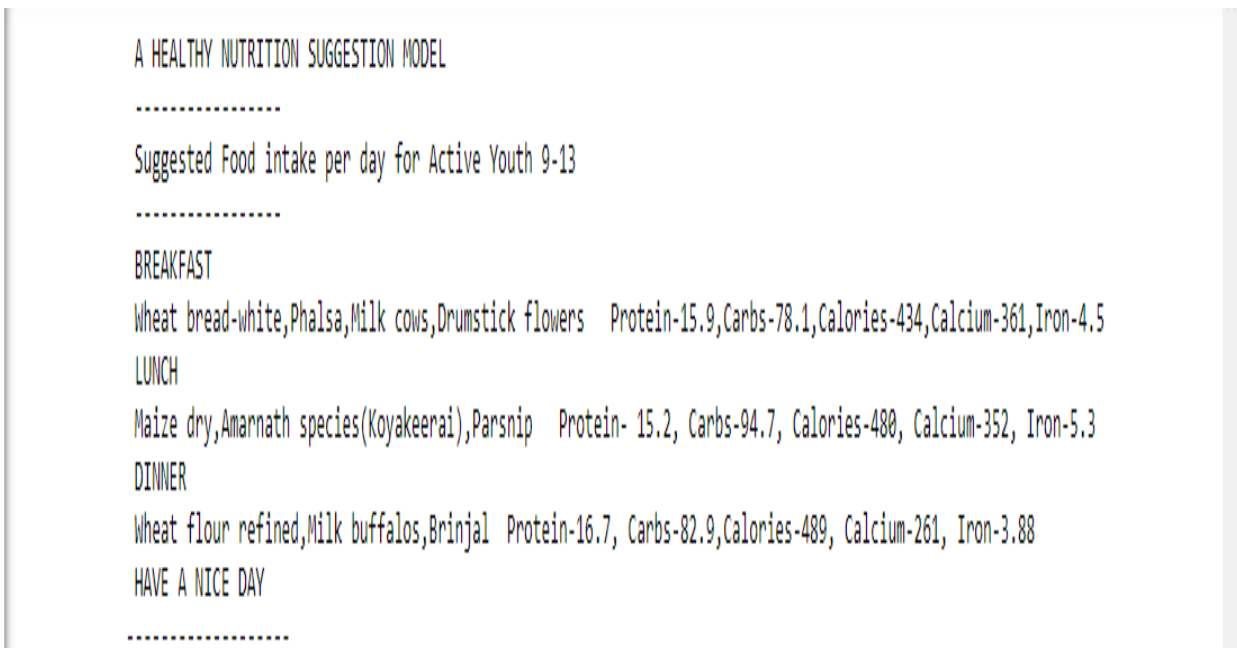 A HEALTHY NUTRITION SUGGESTION MODEL
-----------------
Suggested Food intake per day for Active Youth 9-13
-----------------
BREAKFAST
Wheat bread-white,Phalsa,Milk cows,Drumstick flowers   Protein-15.9,Carbs-78.1,Calories-434,Calcium-361,Iron-4.5
LUNCH
Maize dry,Amarnath species(Koyakeerai),Parsnip   Protein- 15.2, Carbs-94.7, Calories-480, Calcium-352, Iron-5.3
DINNER
Wheat flour refined,Milk buffalos,Brinjal  Protein-16.7, Carbs-82.9,Calories-489, Calcium-261, Iron-3.88
HAVE A NICE DAY
-------------------